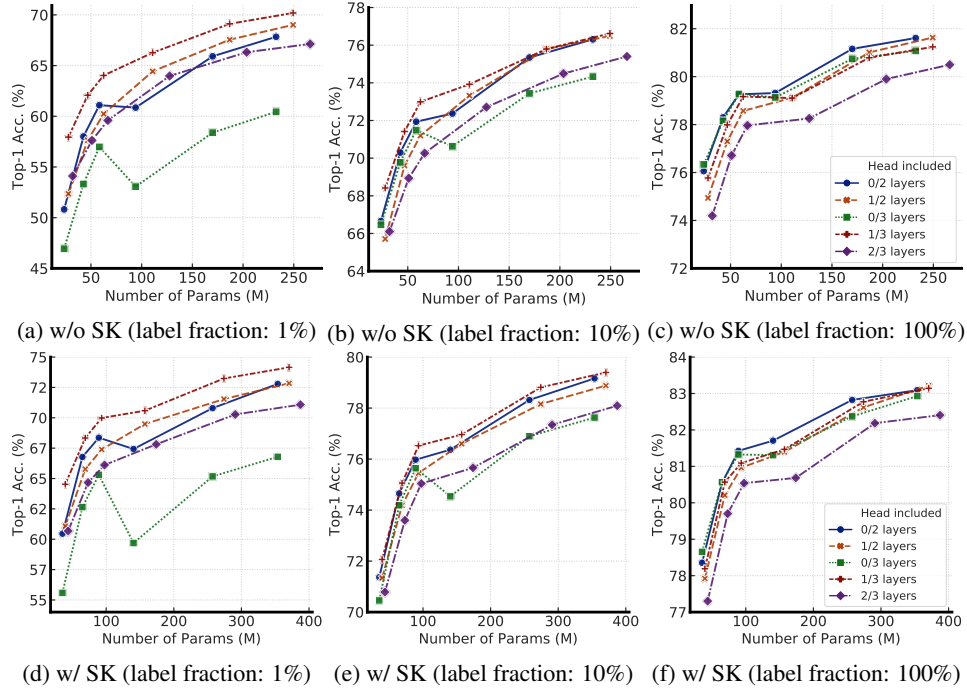 70
65
60
55
50
45
Top-1 Acc. (%)
50 100 150 200 250
Number of Params (M)
(a) w/o SK (label fraction: 1%)
78
76
74
72
70
68
66
64
Top-1 Acc. (%)
50 100 150 200 250
Number of Params (M)
(b) w/o SK (label fraction: 10%)
82
80
78
76
74
72
Top-1 Acc. (%)
Head included
0/2 layers
1/2 layers
0/3 layers
1/3 layers
2/3 layers
50 100 150 200 250
Number of Params (M)
(c) w/o SK (label fraction: 100%)
75
72
70
67
65
62
60
57
55
Top-1 Acc. (%)
0 100 200 300 400
Number of Params (M)
(d) w/ SK (label fraction: 1%)
80
78
76
74
72
70
Top-1 Acc. (%)
0 100 200 300 400
Number of Params (M)
(e) w/ SK (label fraction: 10%)
84
83
82
81
80
79
78
77
Top-1 Acc. (%)
Head included
0/2 layers
1/2 layers
0/3 layers
1/3 layers
2/3 layers
0 100 200 300 400
Number of Params (M)
(f) w/ SK (label fraction: 100%)